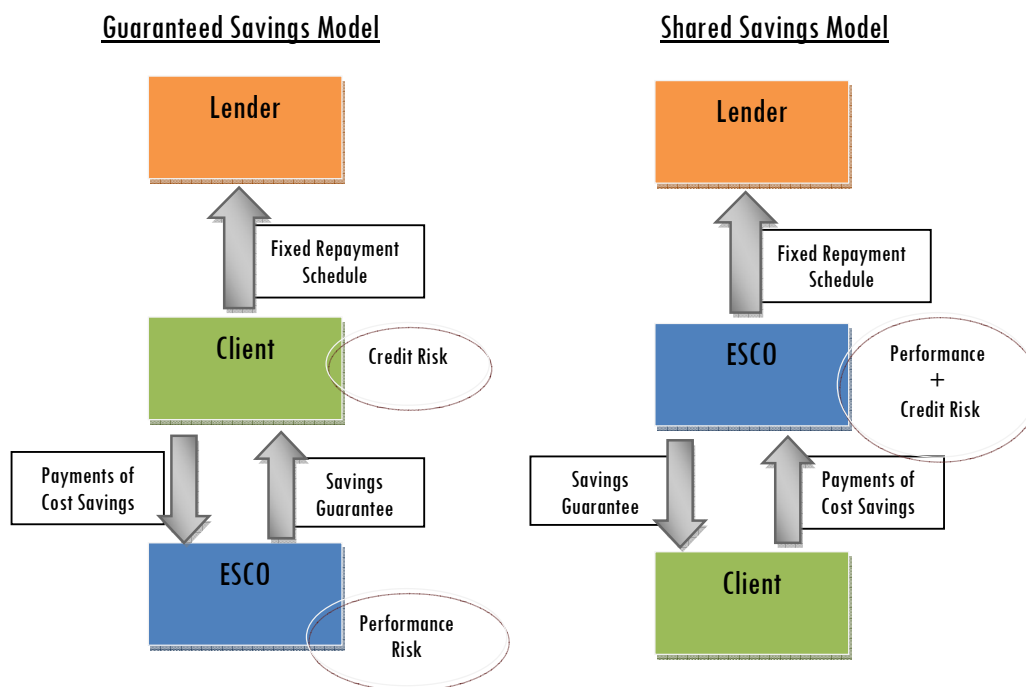 Guaranteed Savings Model
Lender
Fixed Repayment
Schedule
Client
Credit Risk
Payments of
Cost Savings
Savings
Guarantee
ESCO
Performance
Risk
Shared Savings Model
Lender
Fixed Repayment
Schedule
ESCO
Performance
+
Credit Risk
Savings
Guarantee
Payments of
Cost Savings
Client